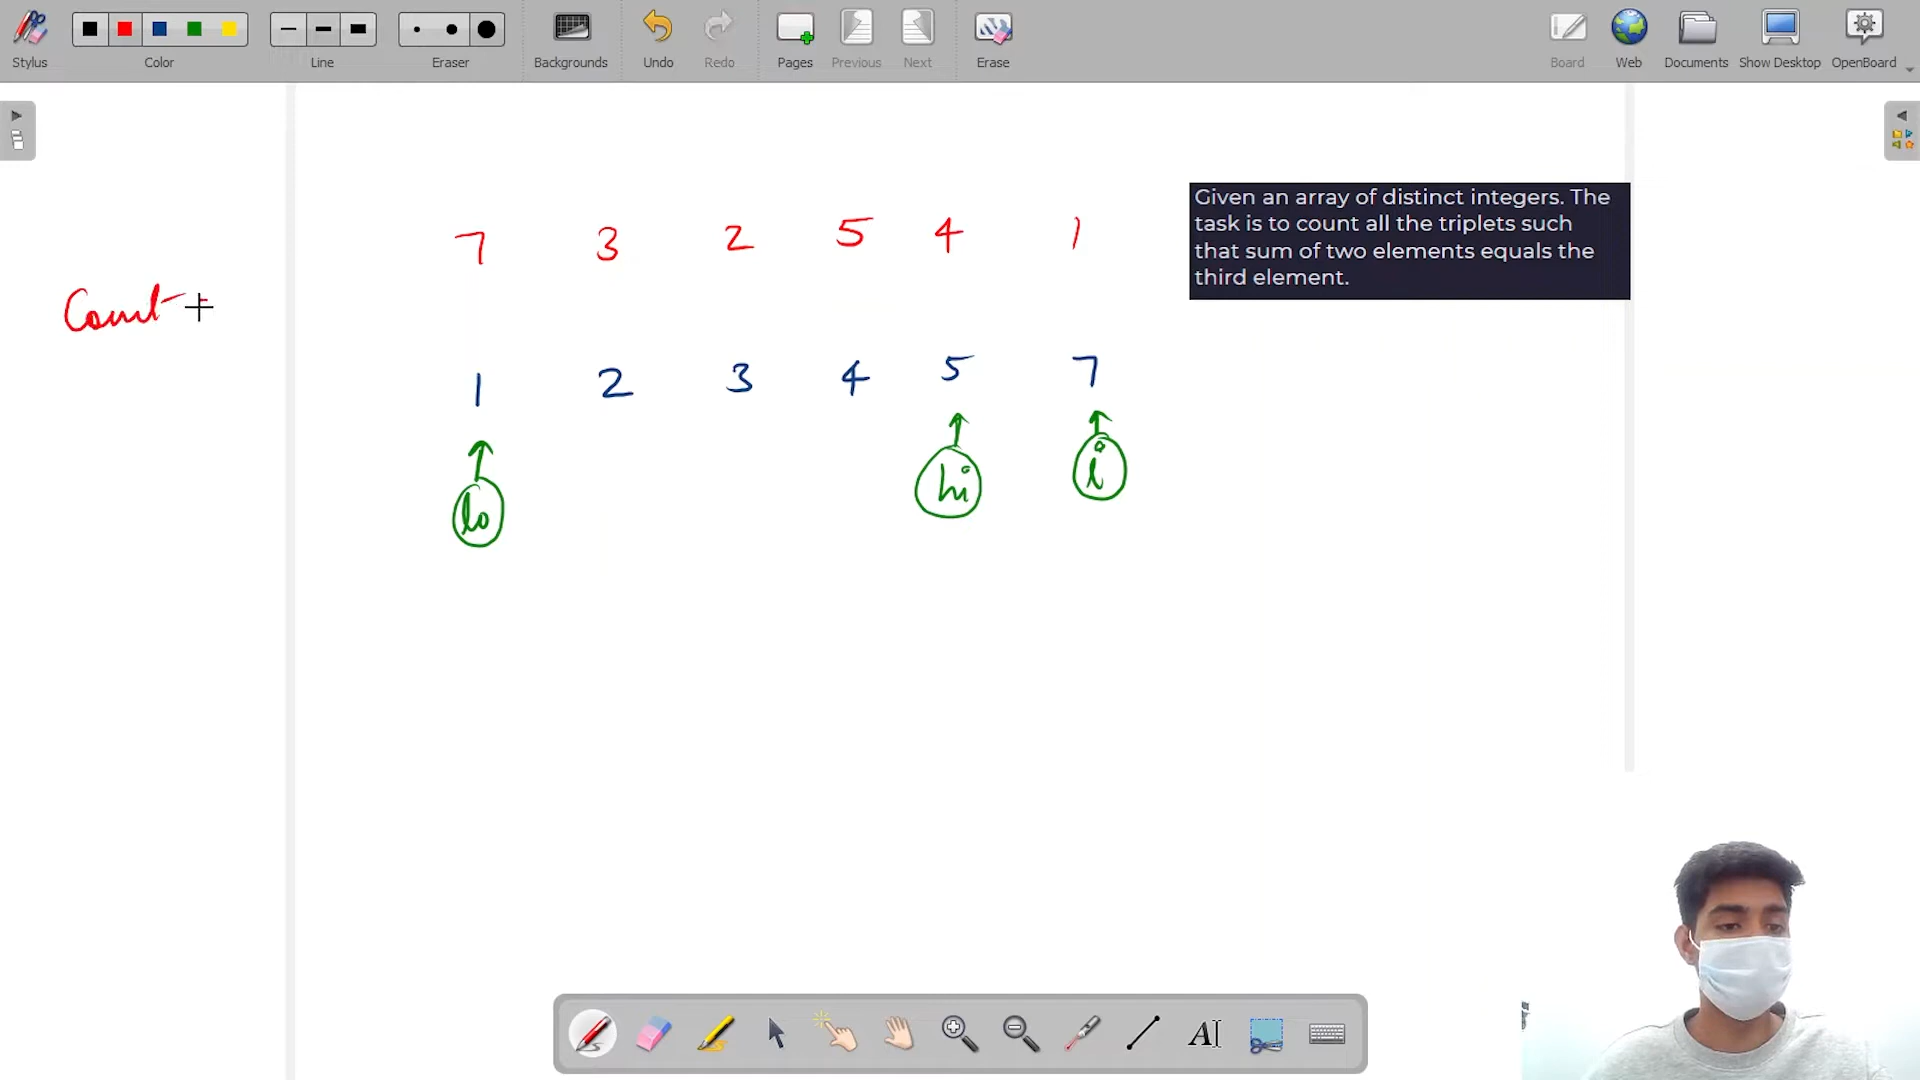 Stylus Color Line Eraser Backgrounds Undo Redo Pages Previous Next Erase Board Web Documents Show Desktop OpenBoard
7 3 2 5 4 1
Given an array of distinct integers. The
task is to count all the triplets such
that sum of two elements equals the
third element.
Count
1 2 3 4 5 7
lo hi i